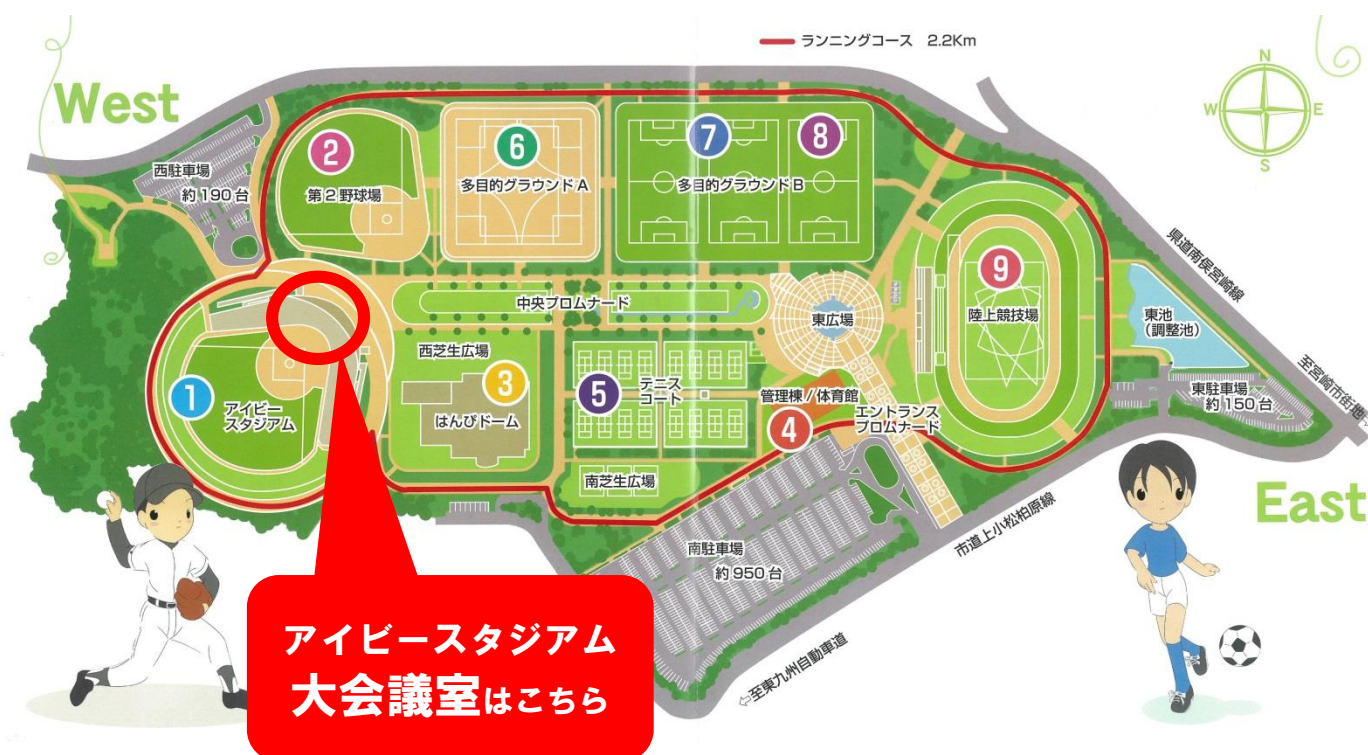 ランニングコース 2.2Km
West
N
W
E
S
2
第2野球場
6
多目的グラウンドA
7
8
多目的グラウンドB
西駐車場
約190台
9
陸上競技場
県道南俣宮崎線
東池
(調整池)
至宮崎市街地
東駐車場
約150台
中央プロムナード
東広場
1
アイビー
スタジアム
西芝生広場
3
はんぴドーム
5
テニス
コート
管理棟/体育館
4
エントランス
プロムナード
南芝生広場
南駐車場
約950台
市道上小松柏原線
⇦至東九州自動車道
East
アイビースタジアム
大会議室はこちら